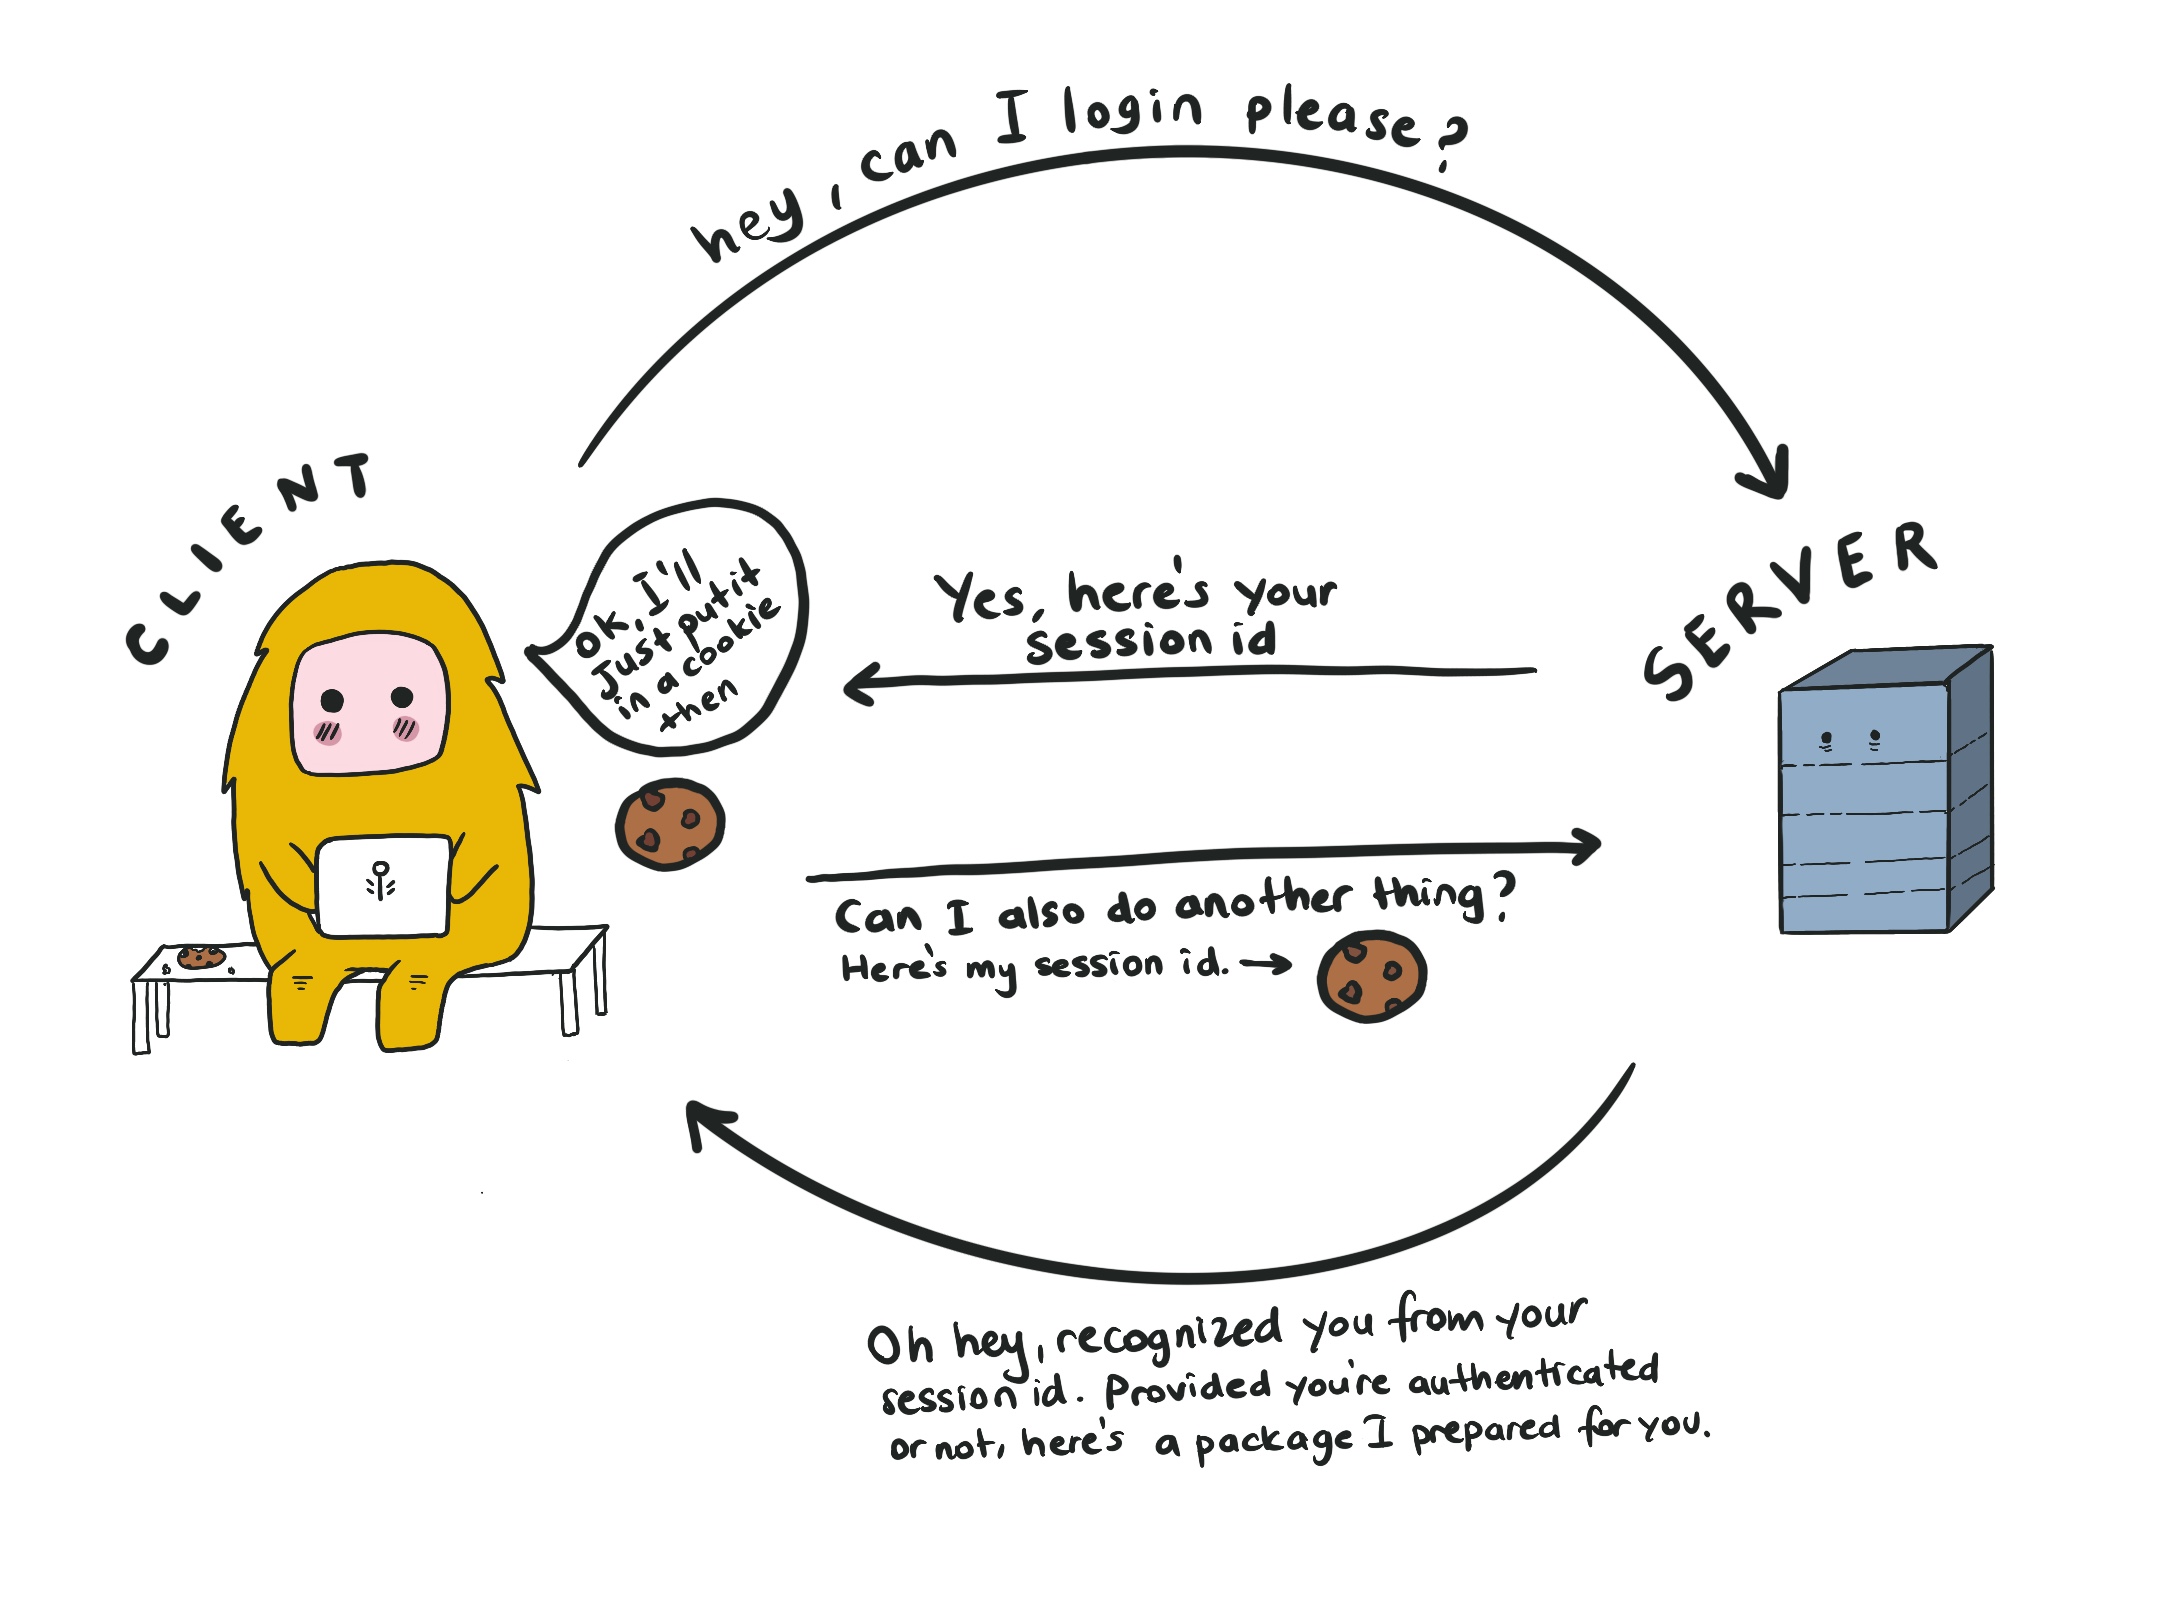 hey, can I login please?
CLIENT
ok, I'll
Just put it
in a cookie
then
Yes, here's your
session id
SERVER
Can I also do another thing?
Here's my session id. →
Oh hey, recognized you from your
session id. Provided you're authenticated
or not, here's a package I prepared for you.